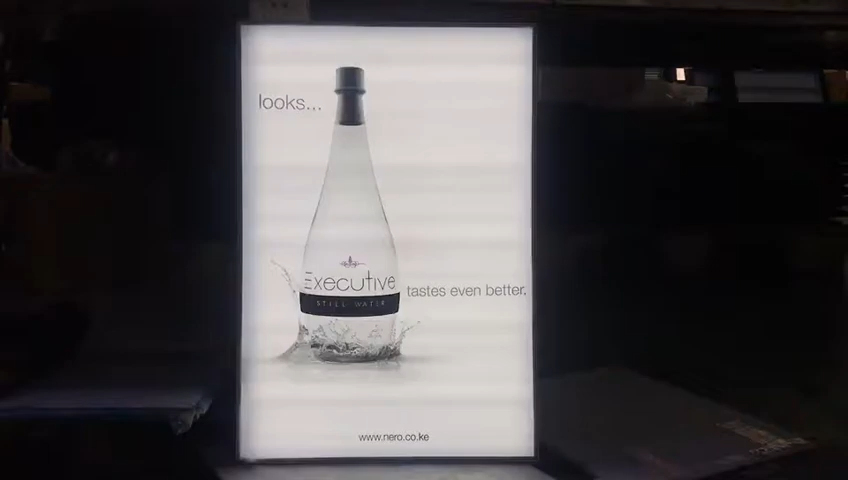 looks...
Executive
STILL WATER
tastes even better.
www.nero.co.ke